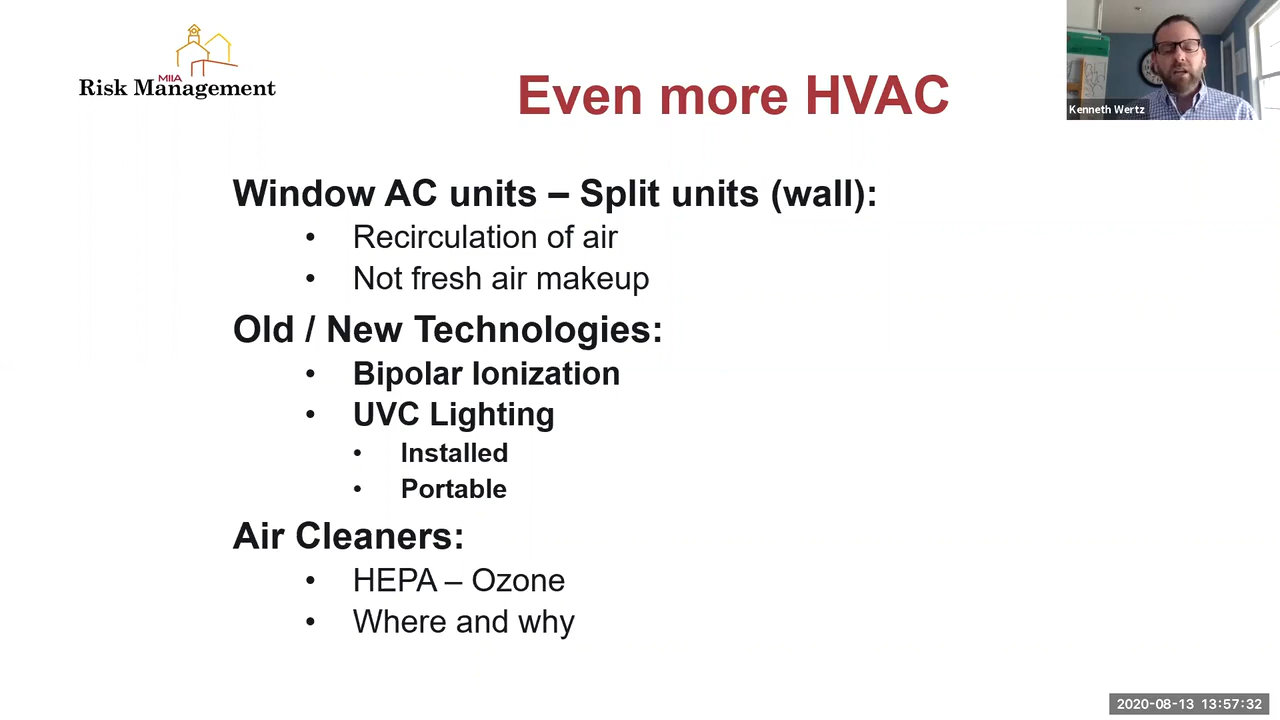 MIIA
Risk Management
Even more HVAC
Kenneth Wertz
Window AC units – Split units (wall):
• Recirculation of air
• Not fresh air makeup
Old / New Technologies:
• Bipolar Ionization
• UVC Lighting
• Installed
• Portable
Air Cleaners:
• HEPA – Ozone
• Where and why
2020-08-13 13:57:32